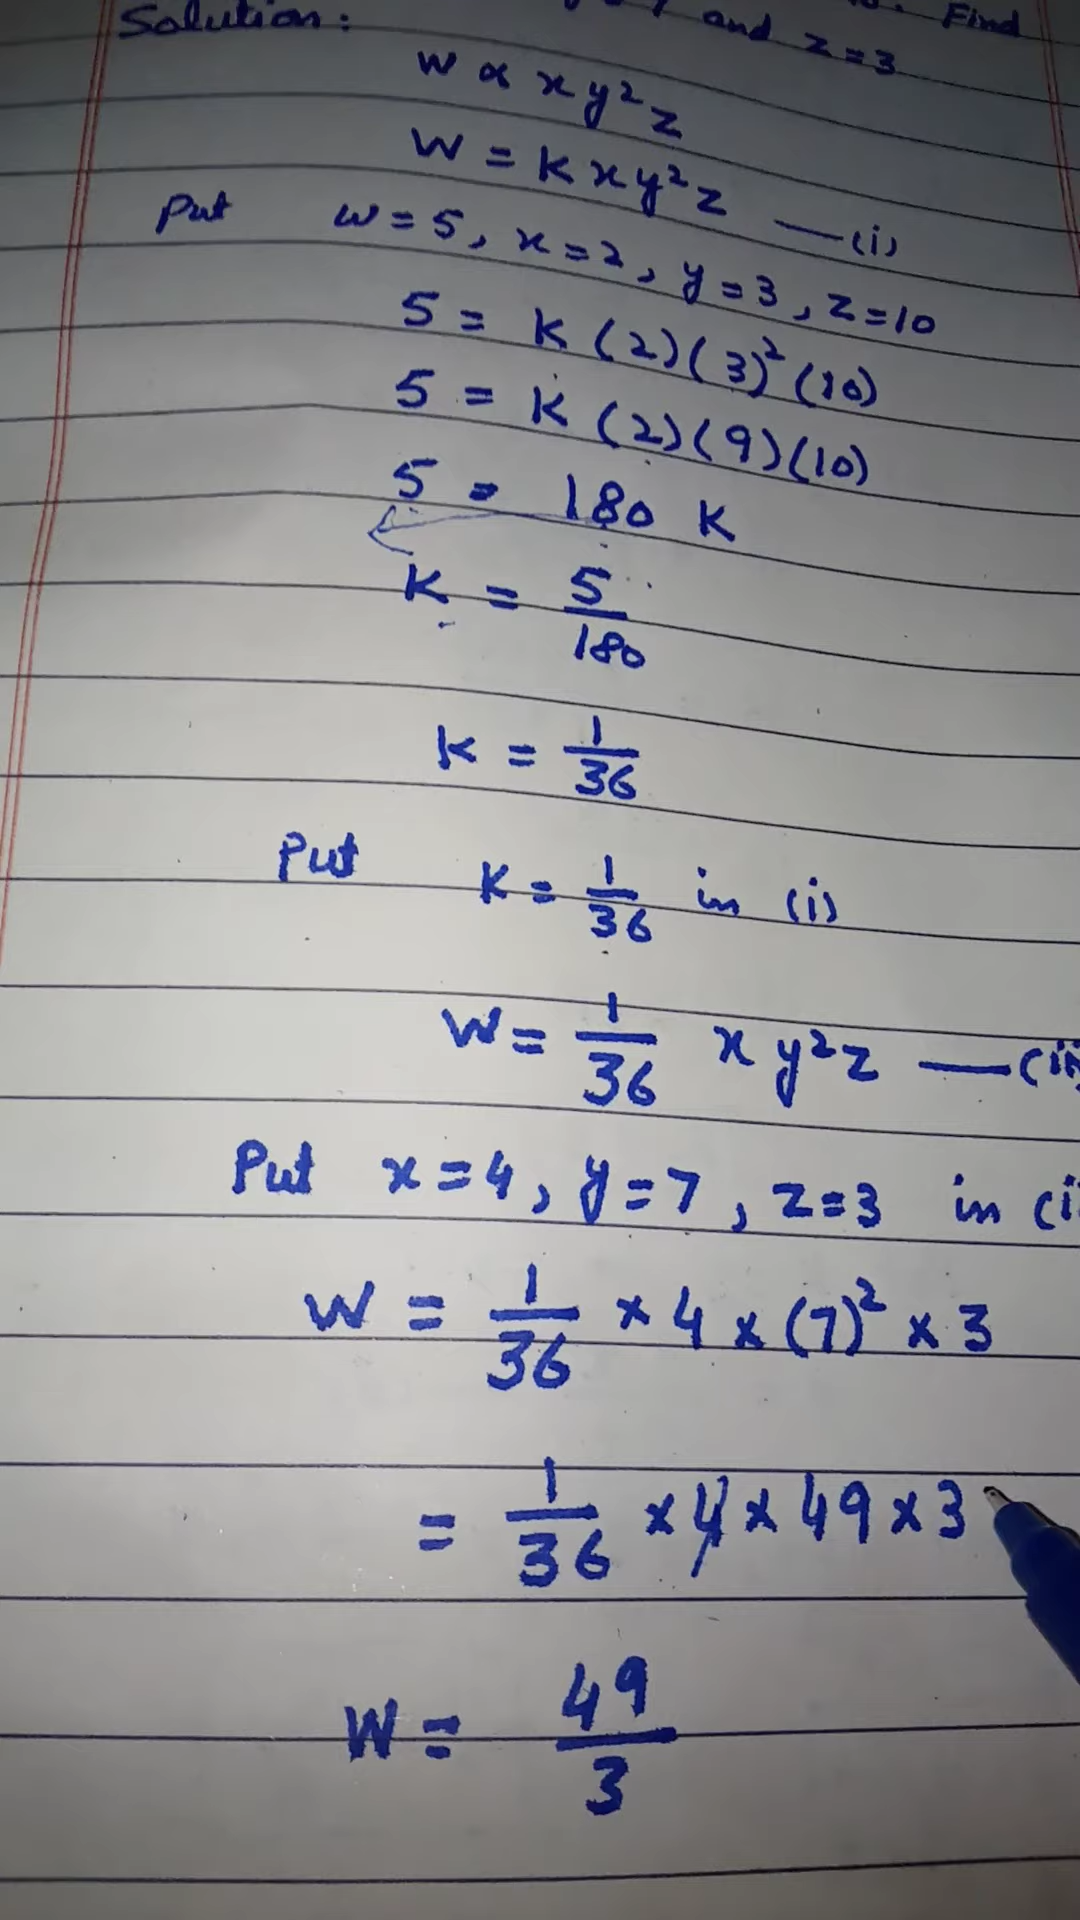 Find
Solution: and z=3
w ∝ xy²z
w = kxy²z —(i)
Put w=5, x=2, y=3, z=10
5 = k(2)(3)²(10)
5 = k(2)(9)(10)
5 = 180 k
k = 5/180
k = 1/36
Put k = 1/36 in (i)
w = 1/36 xy²z —(ii
Put x=4, y=7, z=3 in (i
w = 1/36 × 4 × (7)² × 3
= 1/36 × 4 × 49 × 3
w = 49/3